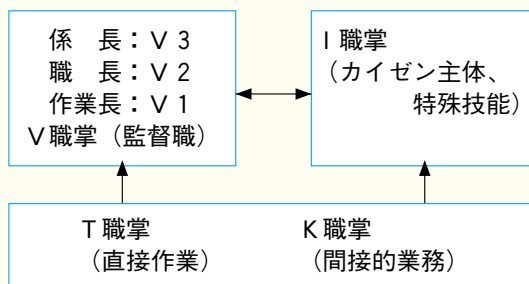 係　長：Ｖ３
職　長：Ｖ２
作業長：Ｖ１
Ｖ職掌（監督職）
Ｉ職掌
（カイゼン主体、
特殊技能）
Ｔ職掌
（直接作業）
Ｋ職掌
（間接的業務）